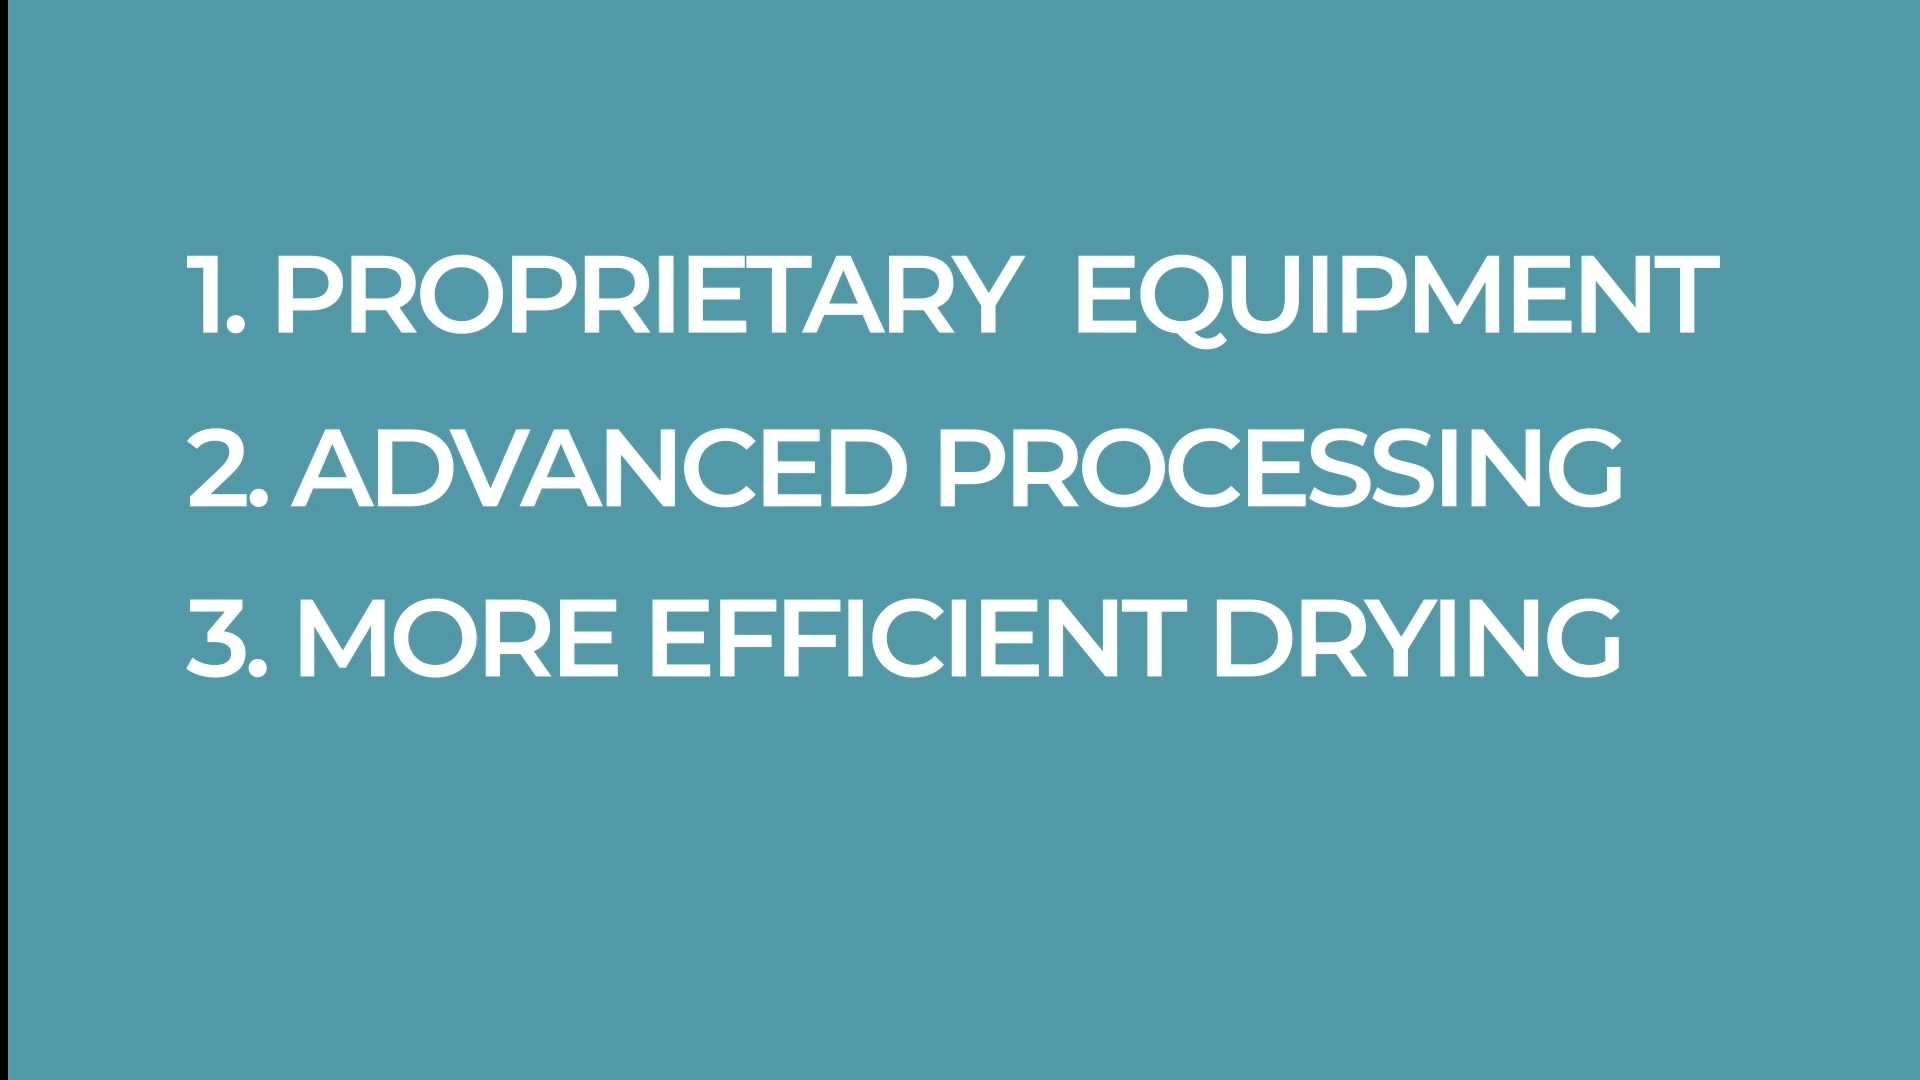 1. PROPRIETARY  EQUIPMENT
2. ADVANCED PROCESSING
3. MORE EFFICIENT DRYING